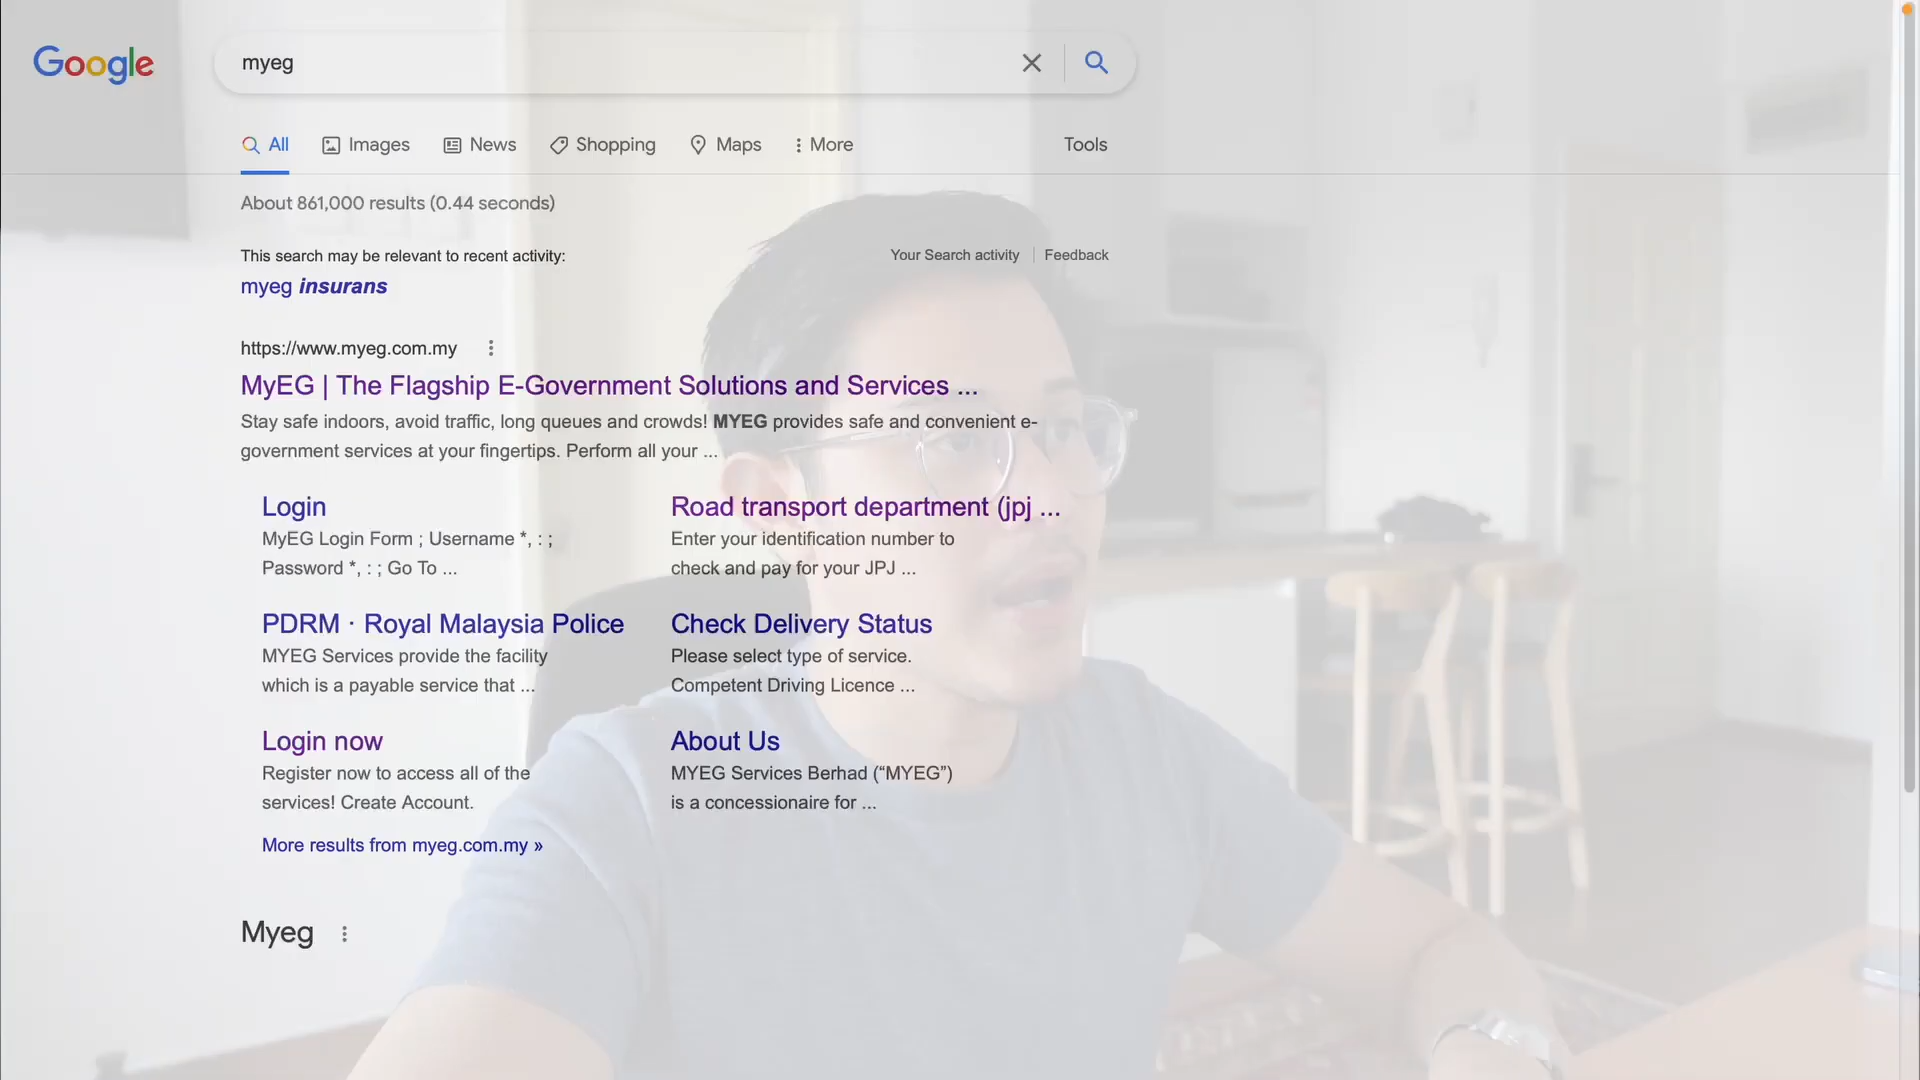 Google
myeg
All
Images
News
Shopping
Maps
More
Tools
About 861,000 results (0.44 seconds)
This search may be relevant to recent activity:
Your Search activity
Feedback
myeg insurans
https://www.myeg.com.my
MyEG | The Flagship E-Government Solutions and Services ...
Stay safe indoors, avoid traffic, long queues and crowds! MYEG provides safe and convenient e-
government services at your fingertips. Perform all your ...
Login
MyEG Login Form ; Username *, : ;
Password *, : ; Go To ...
Road transport department (jpj ...
Enter your identification number to
check and pay for your JPJ ...
PDRM · Royal Malaysia Police
MYEG Services provide the facility
which is a payable service that ...
Check Delivery Status
Please select type of service.
Competent Driving Licence ...
Login now
Register now to access all of the
services! Create Account.
About Us
MYEG Services Berhad (“MYEG”)
is a concessionaire for ...
More results from myeg.com.my »
Myeg